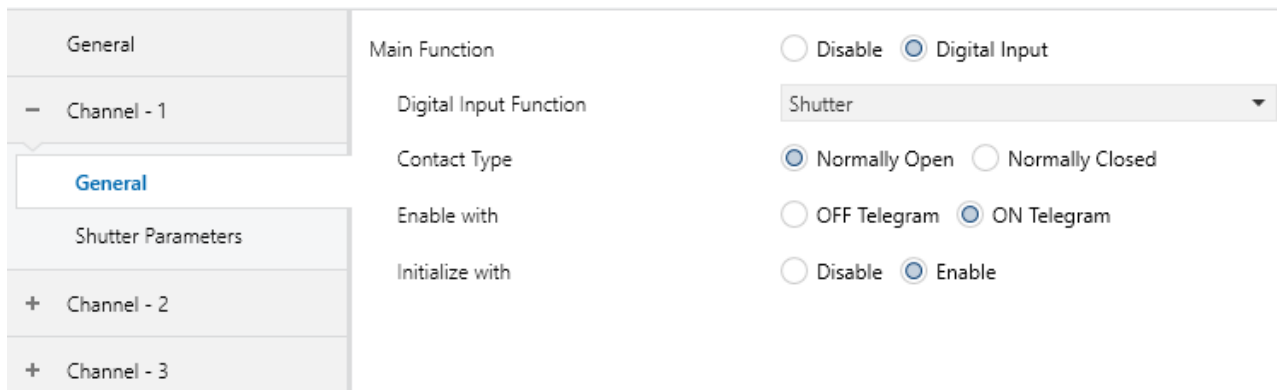 General
Channel - 1
General
Shutter Parameters
Channel - 2
Channel - 3
Main Function Disable Digital Input
Digital Input Function Shutter
Contact Type Normally Open Normally Closed
Enable with OFF Telegram ON Telegram
Initialize with Disable Enable